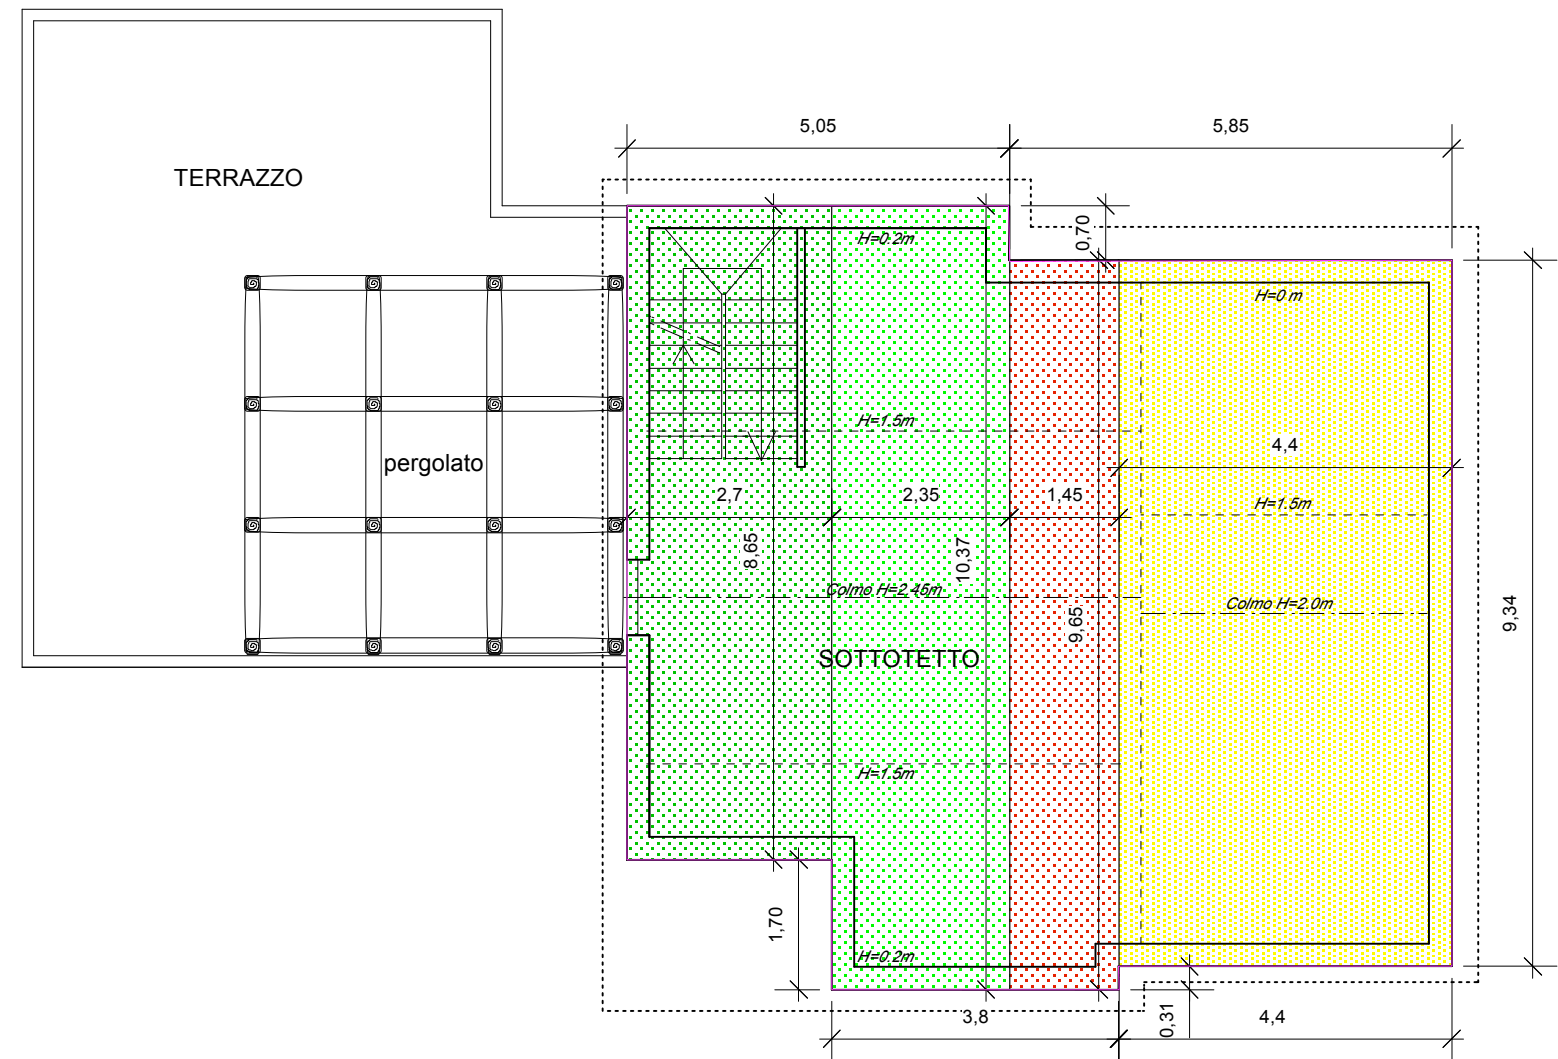 5,05
5,85
TERRAZZO
0,70
H=0.2m
H=0 m
H=1.5m
4,4
pergolato
2,7
2,35
1,45
H=1.5m
8,65
10,37
Colmo H=2.45m
Colmo H=2.0m
9,65
9,34
SOTTOTETTO
H=1.5m
1,70
H=0.2m
3,8
0,31
4,4